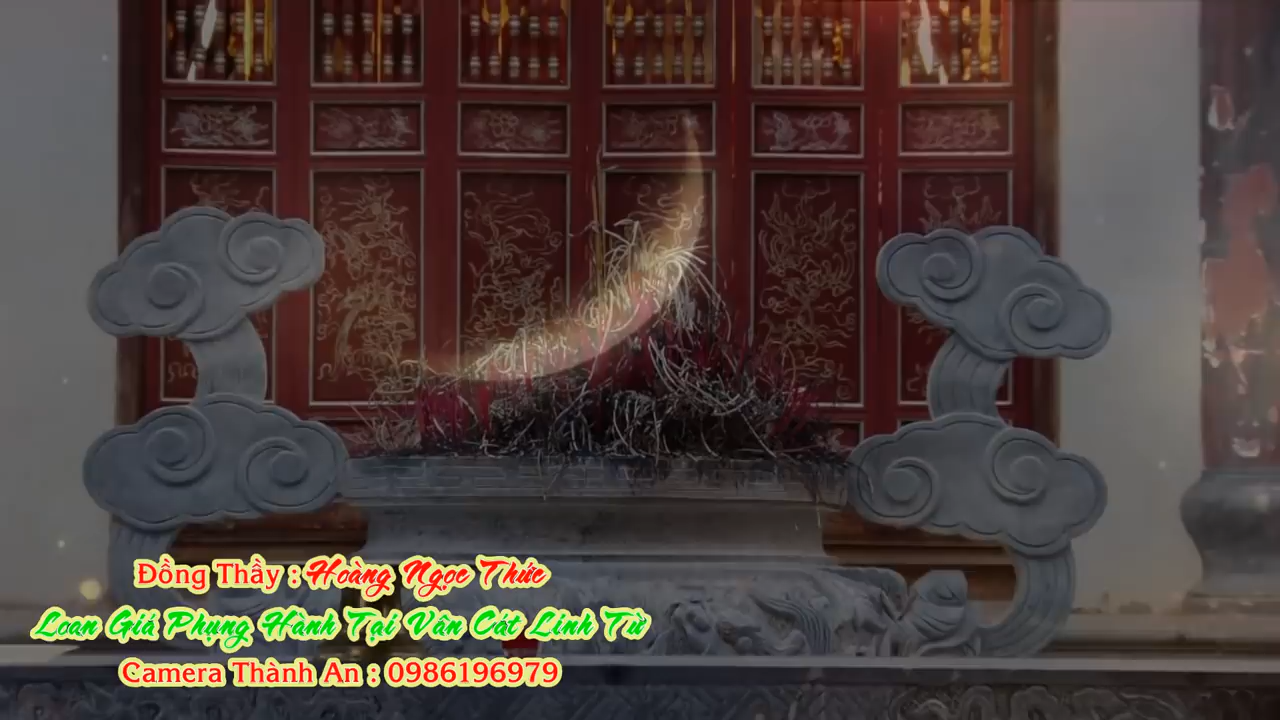 Đồng Thầy : Hoàng Ngọc Thức
Loan Giá Phụng Hành Tại Vân Cát Linh Từ
Camera Thành An : 0986196979